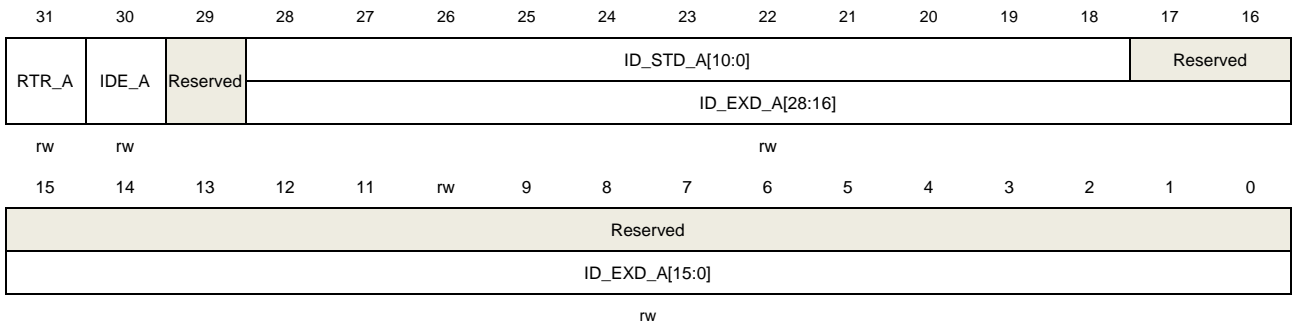 31 30 29 28 27 26 25 24 23 22 21 20 19 18 17 16
RTR_A IDE_A Reserved ID_STD_A[10:0] Reserved
ID_EXD_A[28:16]
rw rw rw
15 14 13 12 11 rw 9 8 7 6 5 4 3 2 1 0
Reserved
ID_EXD_A[15:0]
rw